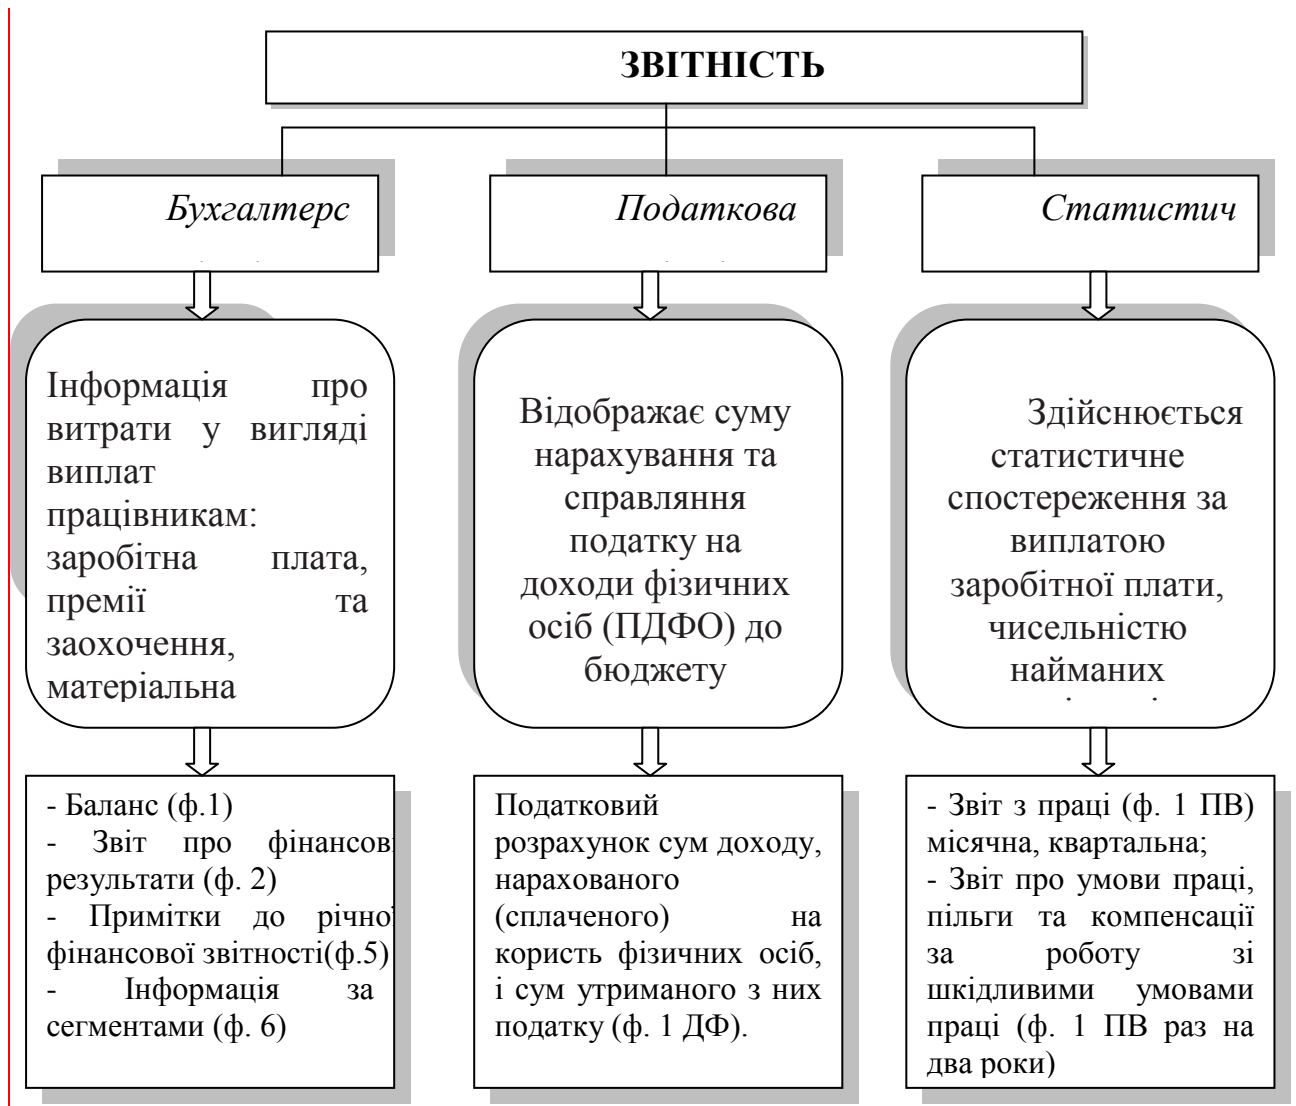 ЗВІТНІСТЬ
Бухгалтерс
Податкова
Статистич
Інформація про
витрати у вигляді
виплат
працівникам:
заробітна плата,
премії та
заохочення,
матеріальна
Відображає суму
нарахування та
справляння
податку на
доходи фізичних
осіб (ПДФО) до
бюджету
Здійснюється
статистичне
спостереження за
виплатою
заробітної плати,
чисельністю
найманих
- Баланс (ф.1)
- Звіт про фінансові
результати (ф. 2)
- Примітки до річної
фінансової звітності(ф.5)
- Інформація за
сегментами (ф. 6)
Податковий
розрахунок сум доходу,
нарахованого
(сплаченого) на
користь фізичних осіб,
і сум утриманого з них
податку (ф. 1 ДФ).
- Звіт з праці (ф. 1 ПВ)
місячна, квартальна;
- Звіт про умови праці,
пільги та компенсації
за роботу зі
шкідливими умовами
праці (ф. 1 ПВ раз на
два роки)